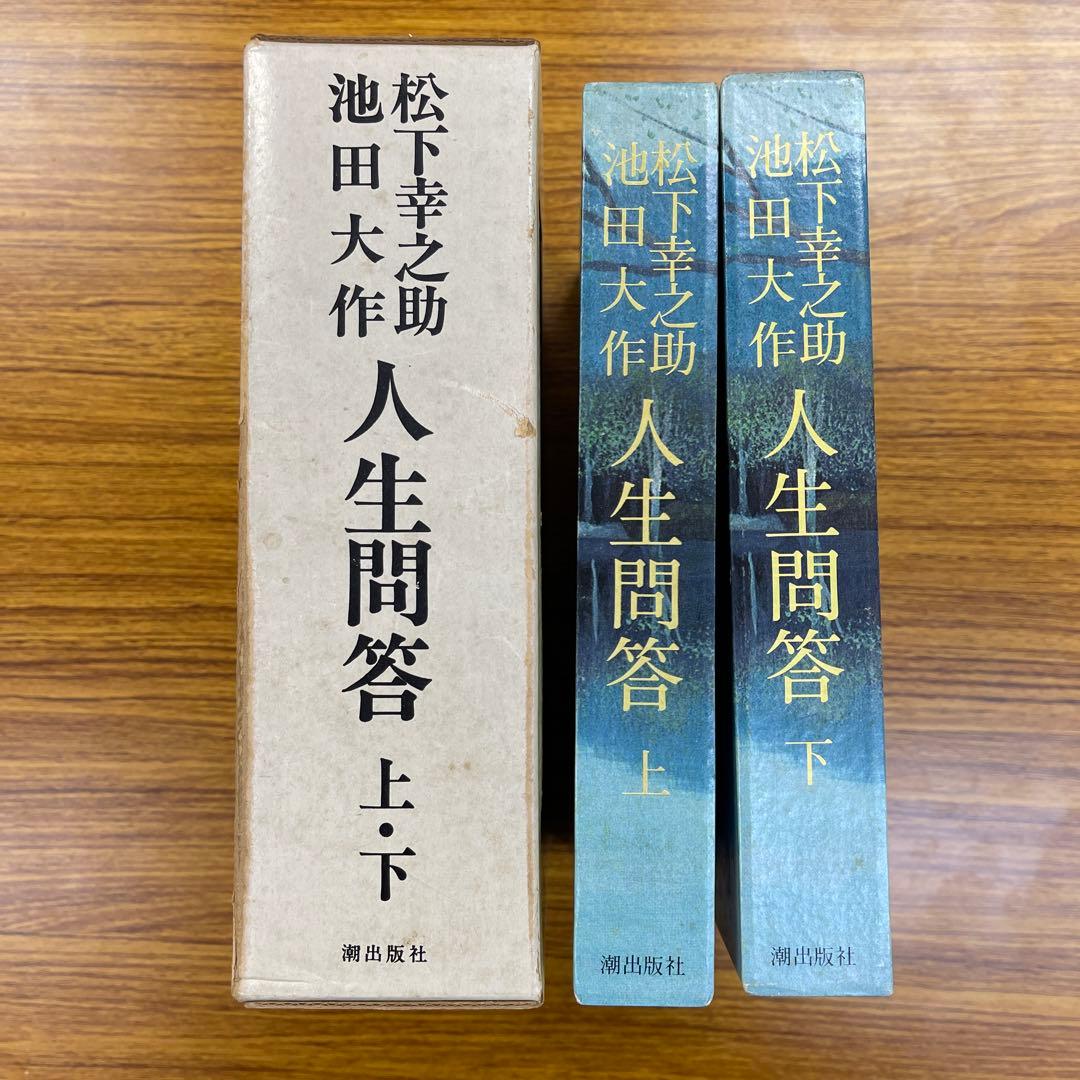 松下幸之助
池田大作
人生問答 上・下
潮出版社
松下幸之助
池田大作
人生問答 上
潮出版社
松下幸之助
池田大作
人生問答 下
潮出版社